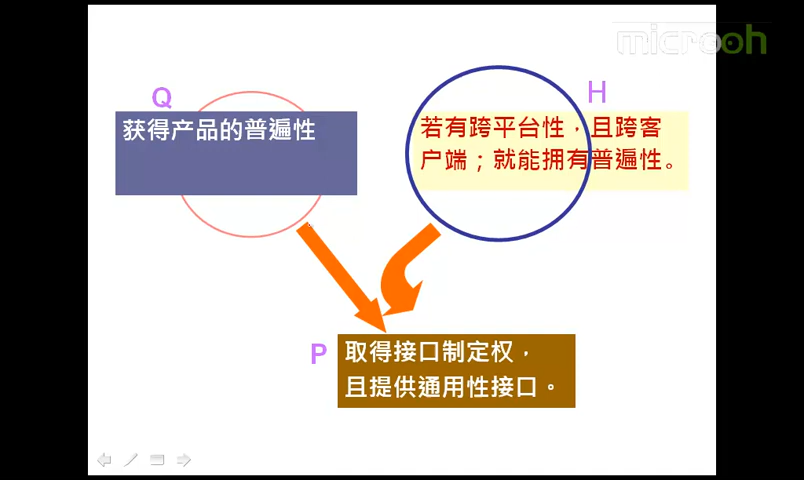 microoh
Q
获得产品的普遍性
H
若有跨平台性，且跨客
户端；就能拥有普遍性。
P
取得接口制定权，
且提供通用性接口。